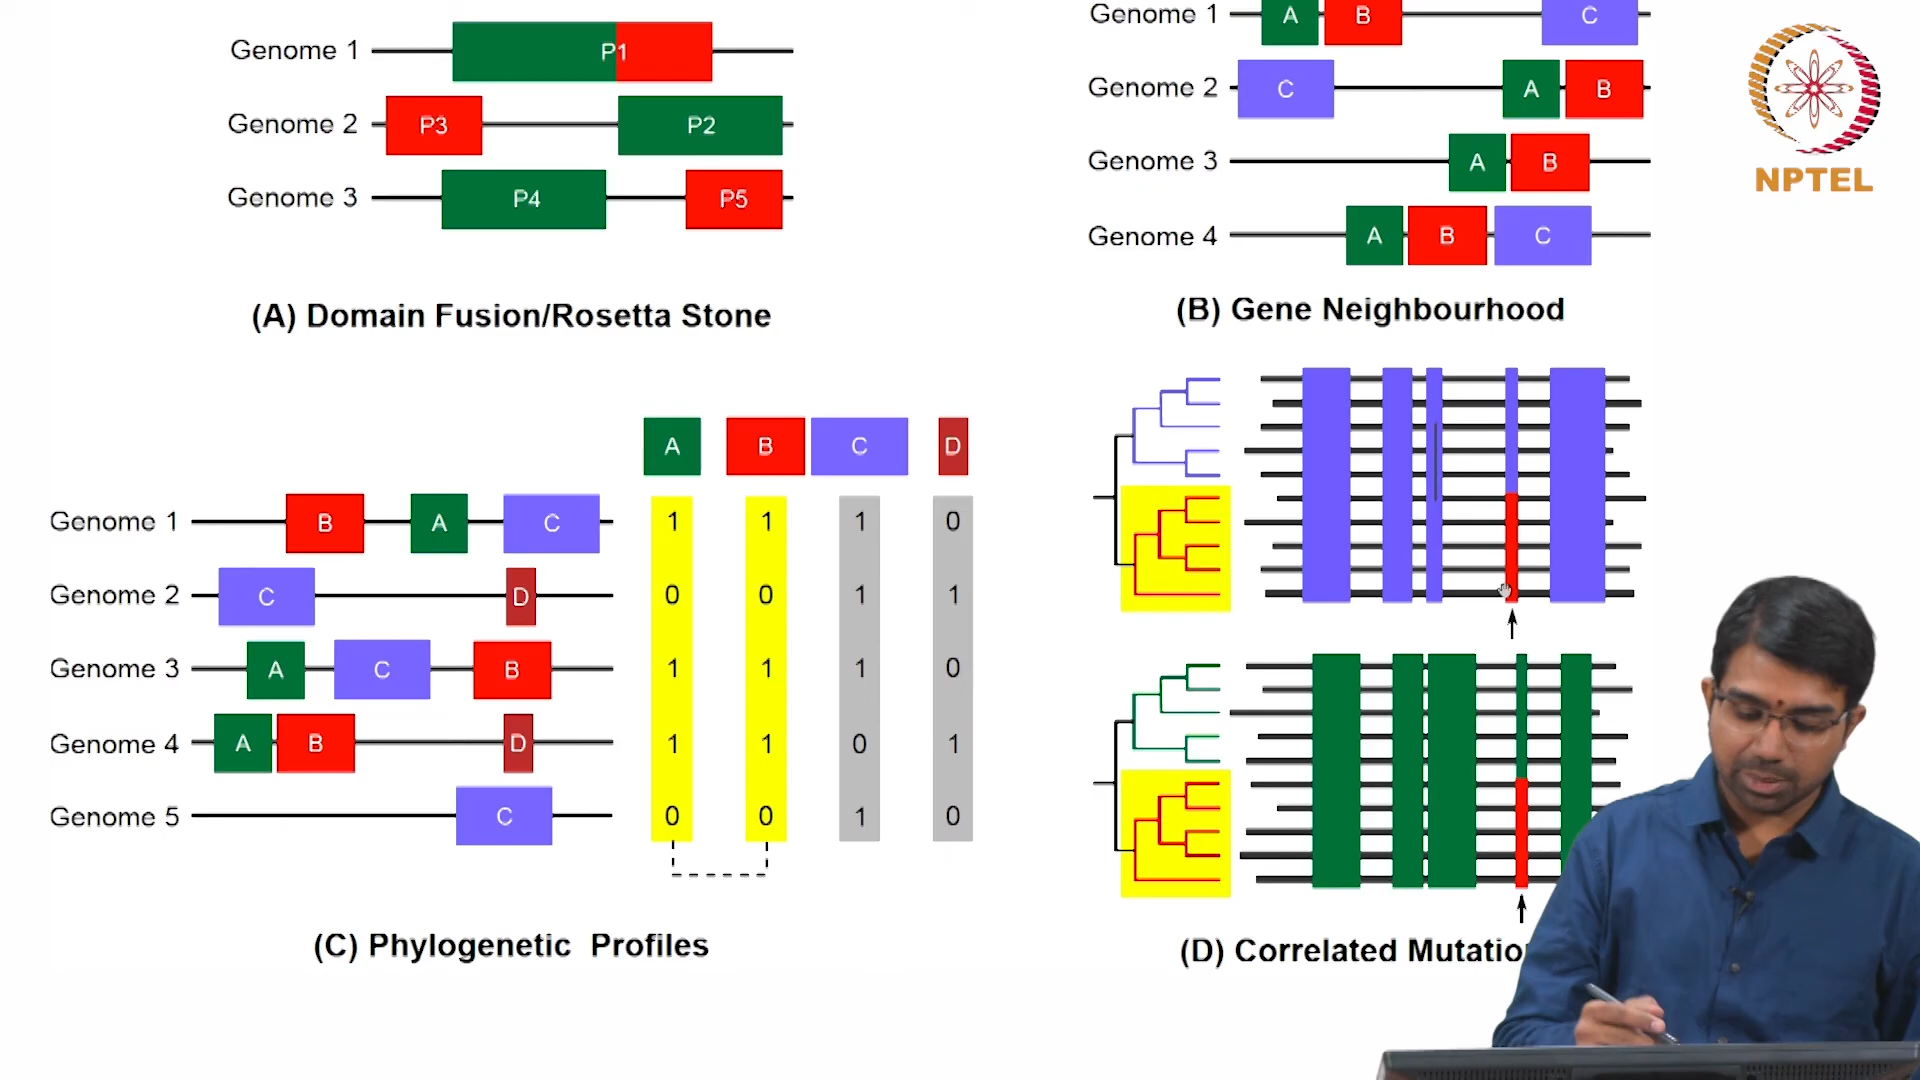 Genome 1 P1
Genome 2 P3 P2
Genome 3 P4 P5
(A) Domain Fusion/Rosetta Stone
Genome 1 A B C
Genome 2 C A B
Genome 3 A B
Genome 4 A B C
(B) Gene Neighbourhood
NPTEL
A B C D
Genome 1 B A C 1 1 1 0
Genome 2 C D 0 0 1 1
Genome 3 A C B 1 1 1 0
Genome 4 A B D 1 1 0 1
Genome 5 C 0 0 1 0
(C) Phylogenetic Profiles
(D) Correlated Mutatio